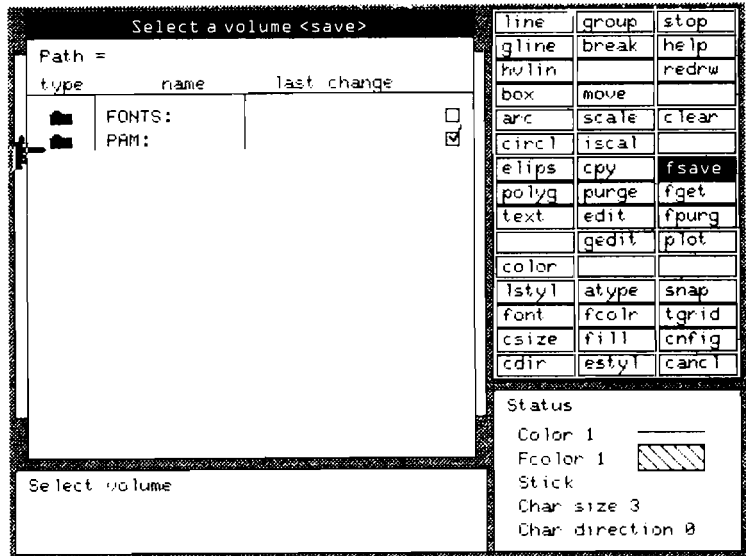 Select a volume <save>
Path =
type name last change
FONTS:
PAM:
Select volume
line group stop
gline break help
hvlin redrw
box move
arc scale clear
circl iscal
elips cpy fsave
polyg purge fget
text edit fpurg
gedit plot
color
lstyl atype snap
font fcolr tgrid
csize fill cnfig
cdir estyl cancl
Status
Color 1
Fcolor 1
Stick
Char size 3
Char direction 0